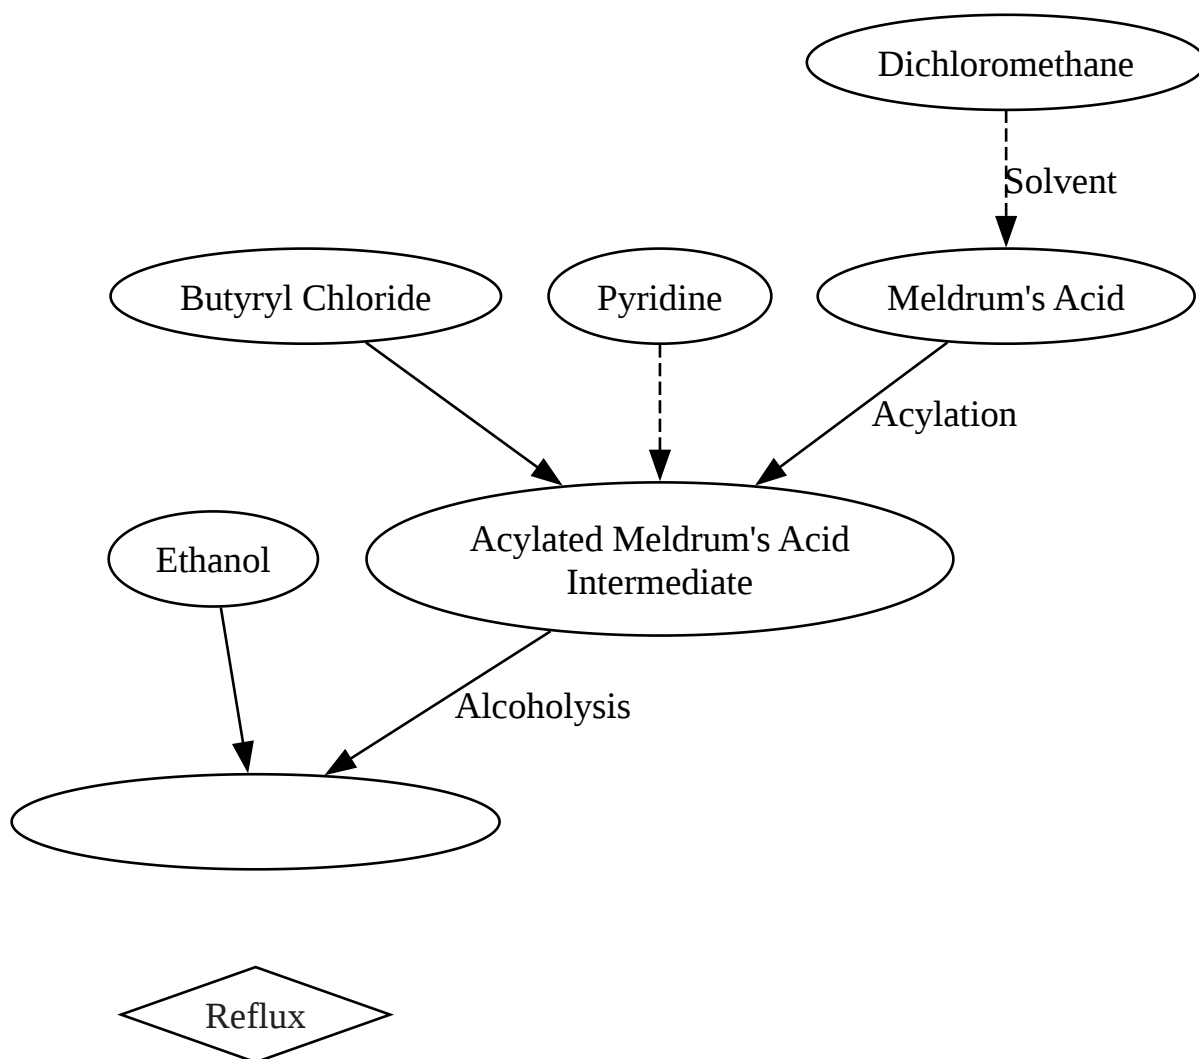 Dichloromethane
Solvent
Butyryl Chloride
Pyridine
Meldrum's Acid
Acylation
Acylated Meldrum's Acid
Intermediate
Ethanol
Alcoholysis
Reflux